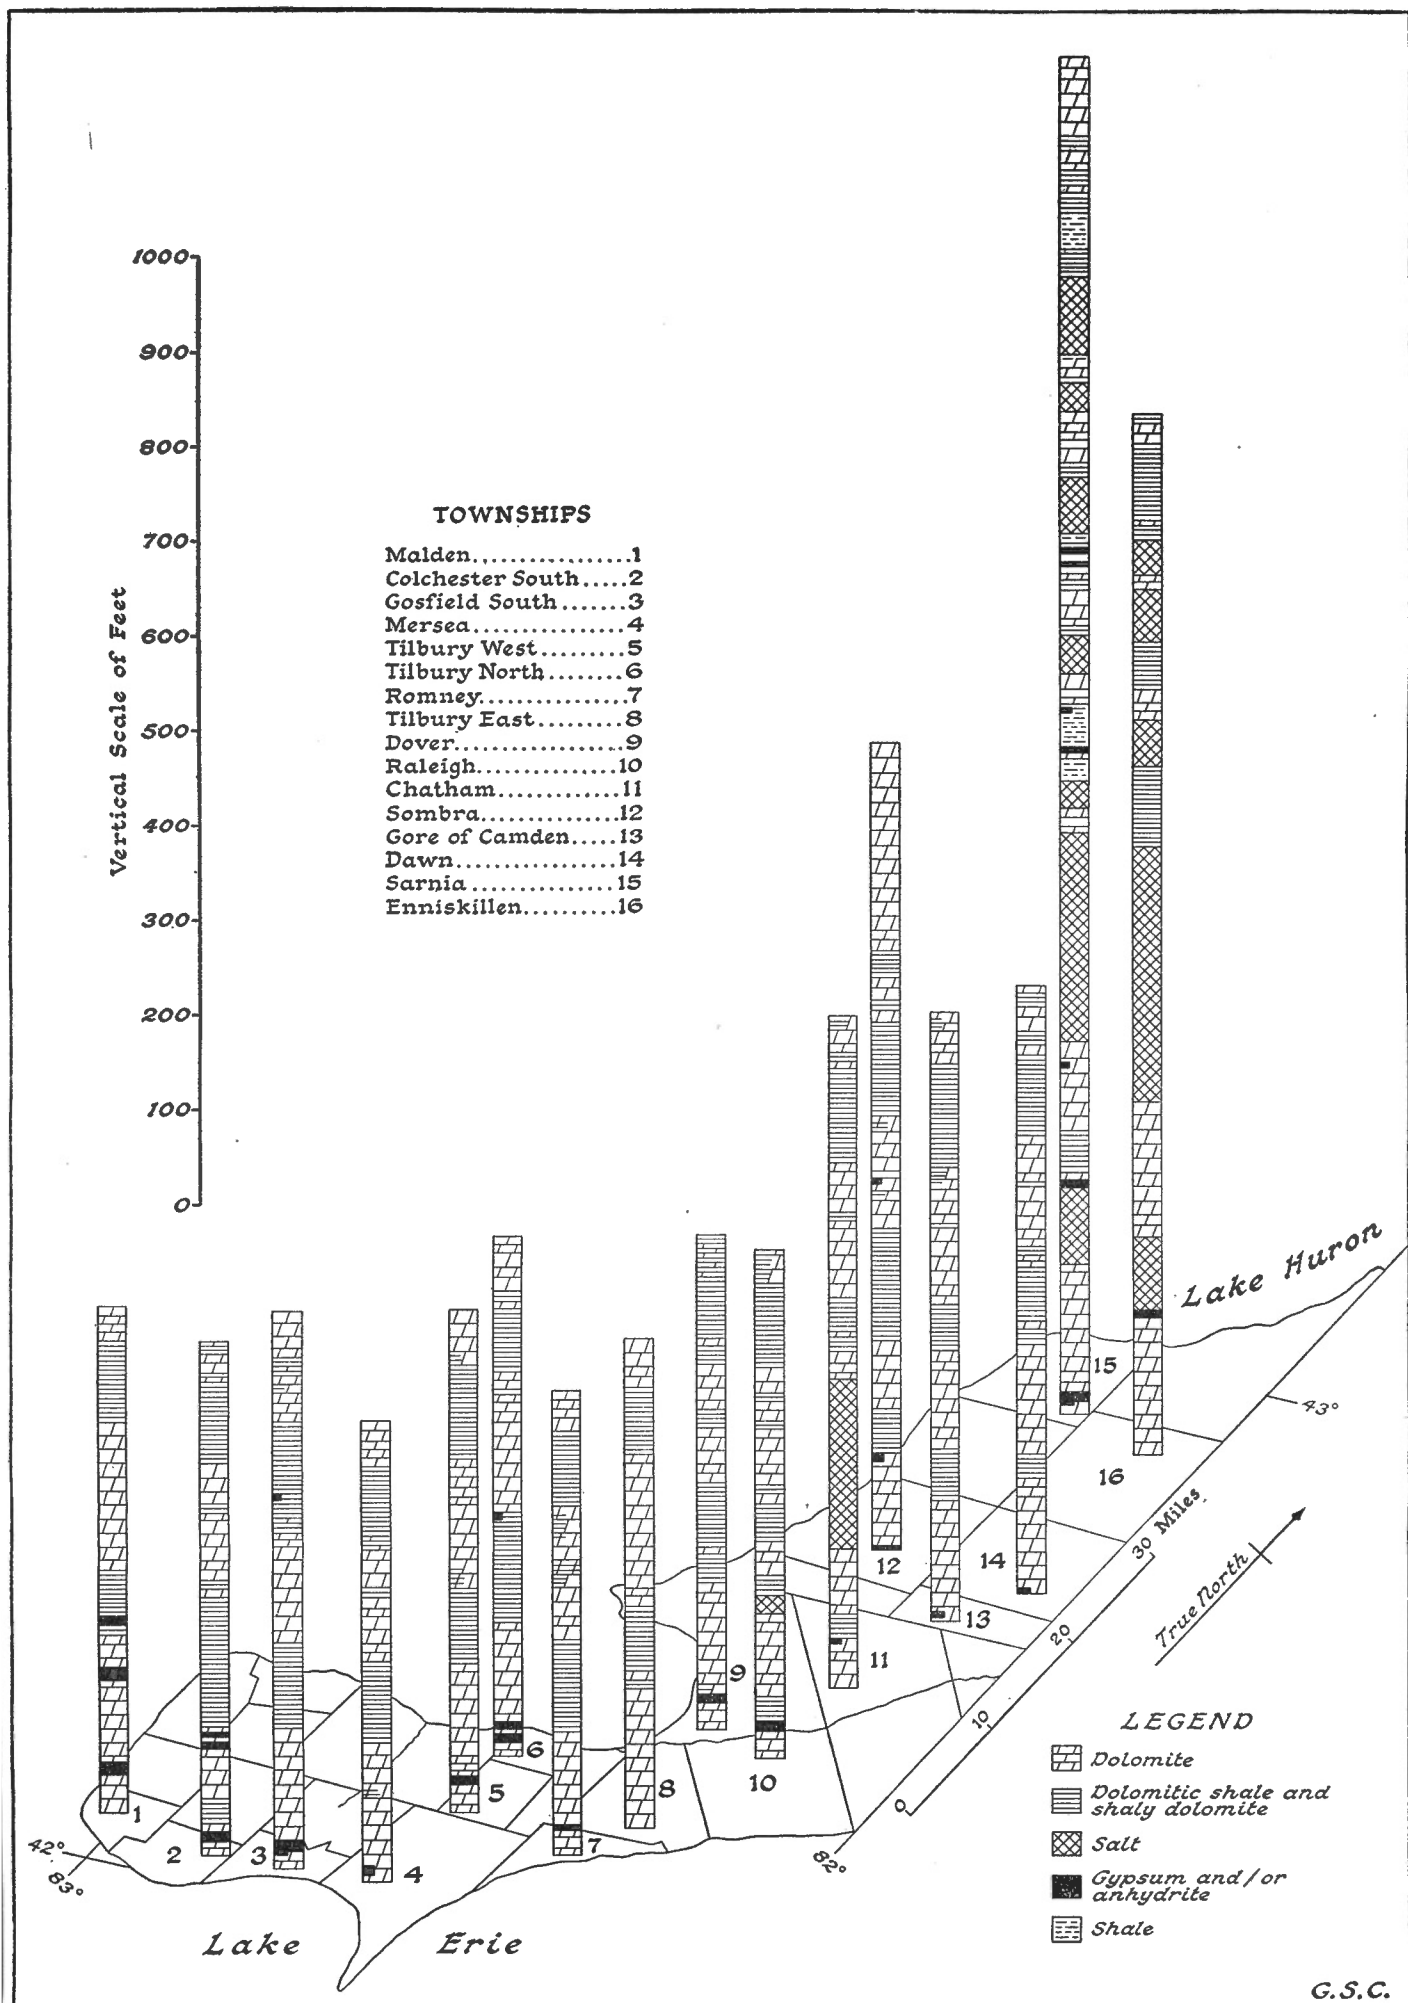 1000
900
800
700
600
500
400
300
200
100
0
Vertical Scale of Feet
TOWNSHIPS
Malden.................1
Colchester South.....2
Gosfield South.......3
Mersea................4
Tilbury West.........5
Tilbury North........6
Romney...............7
Tilbury East.........8
Dover.................9
Raleigh..............10
Chatham............11
Sombra..............12
Gore of Camden.....13
Dawn.................14
Sarnia...............15
Enniskillen..........16
Lake Huron
15
43°
16
30 Miles
12
14
True North
13
20
11
9
10
6
10
5
8
0
1
7
2
3
4
42°
83°
82°
Lake Erie
LEGEND
Dolomite
Dolomitic shale and
shaly dolomite
Salt
Gypsum and/or
anhydrite
Shale
G.S.C.